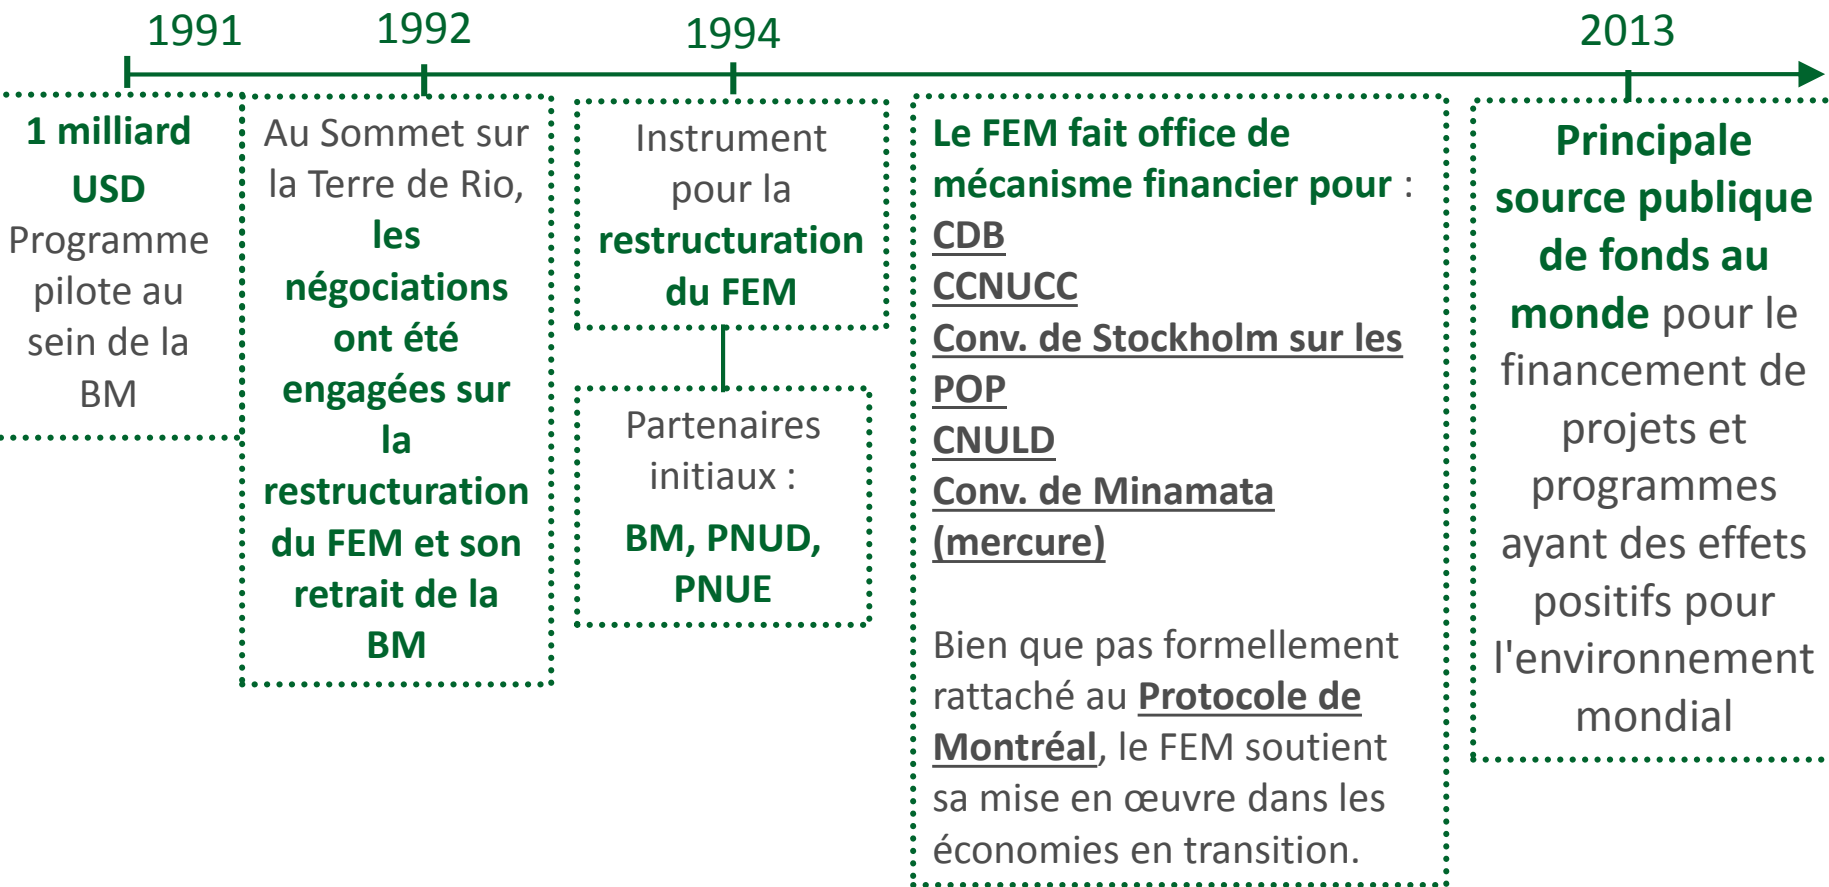 1991
1992
1994
2013
1 milliard
USD
Programme
pilote au
sein de la
BM
Au Sommet sur
la Terre de Rio,
les
négociations
ont été
engagées sur
la
restructuration
du FEM et son
retrait de la
BM
Instrument
pour la
restructuration
du FEM
Partenaires
initiaux :
BM, PNUD,
PNUE
Le FEM fait office de
mécanisme financier pour :
CDB
CCNUCC
Conv. de Stockholm sur les
POP
CNULD
Conv. de Minamata
(mercure)
Bien que pas formellement
rattaché au Protocole de
Montréal, le FEM soutient
sa mise en œuvre dans les
économies en transition.
Principale
source publique
de fonds au
monde pour le
financement de
projets et
programmes
ayant des effets
positifs pour
l'environnement
mondial